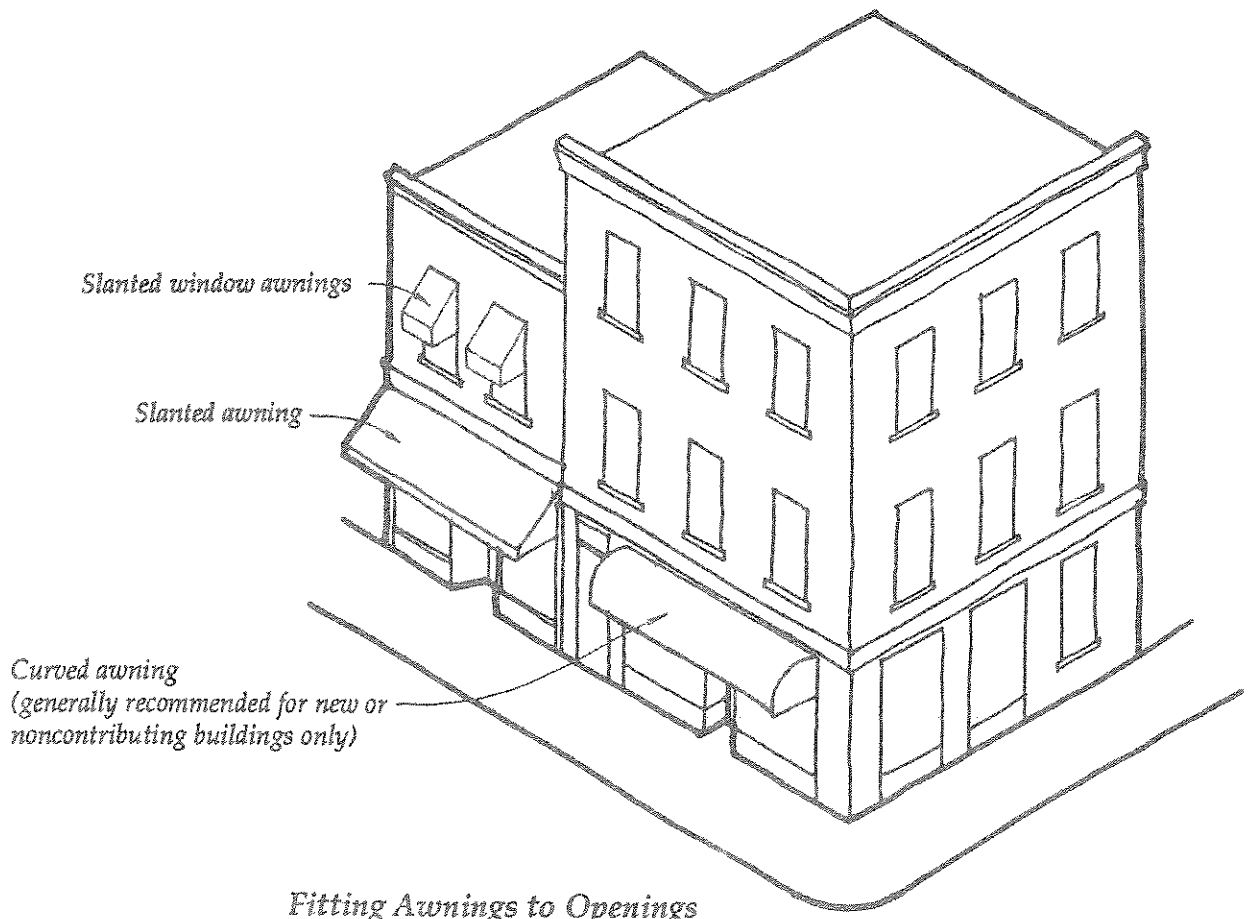 Slanted window awnings
Slanted awning
Curved awning
(generally recommended for new or
noncontributing buildings only)
Fitting Awnings to Openings